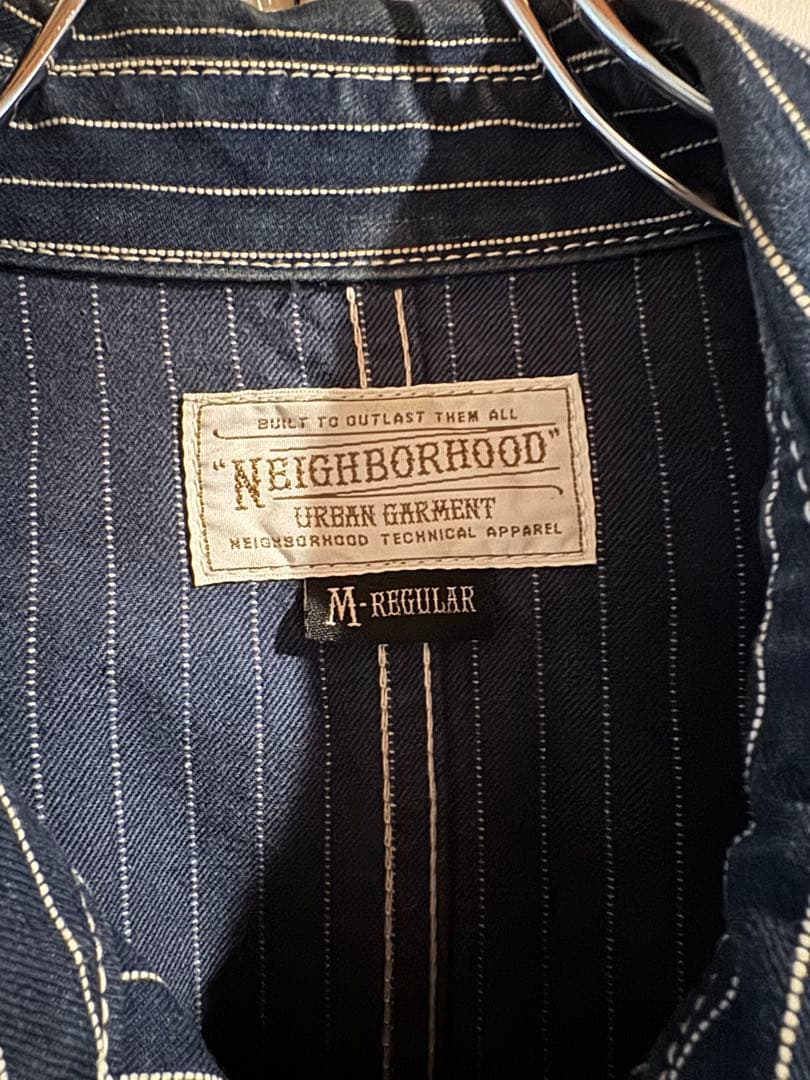 BUILT TO OUTLAST THEM ALL
"NEIGHBORHOOD"
URBAN GARMENT
NEIGHBORHOOD TECHNICAL APPAREL
M-REGULAR